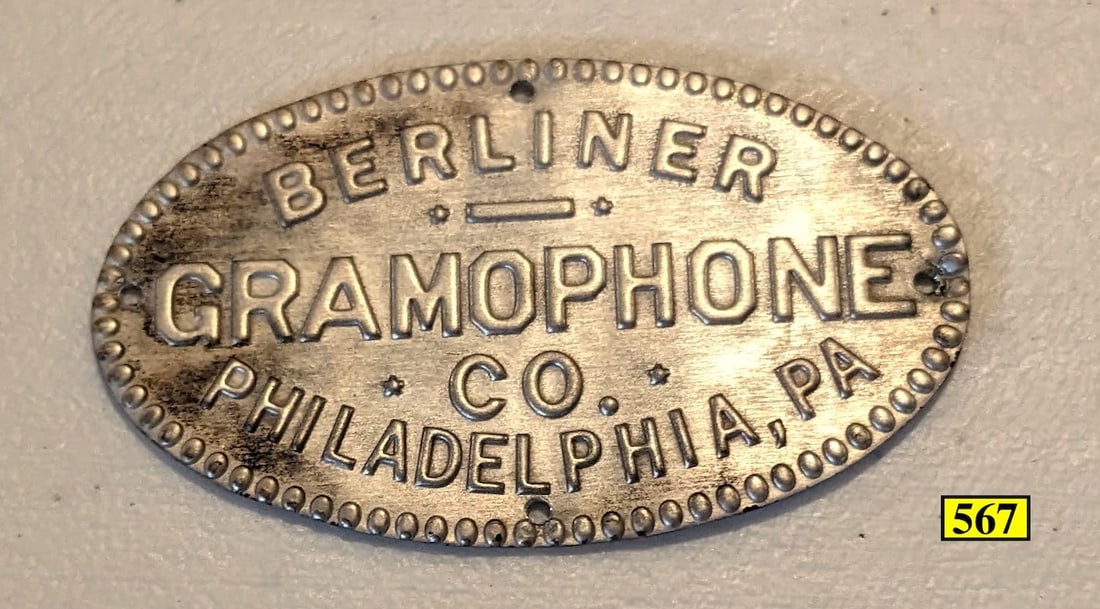 BERLINER
GRAMOPHONE
CO.
PHILADELPHIA, PA
567